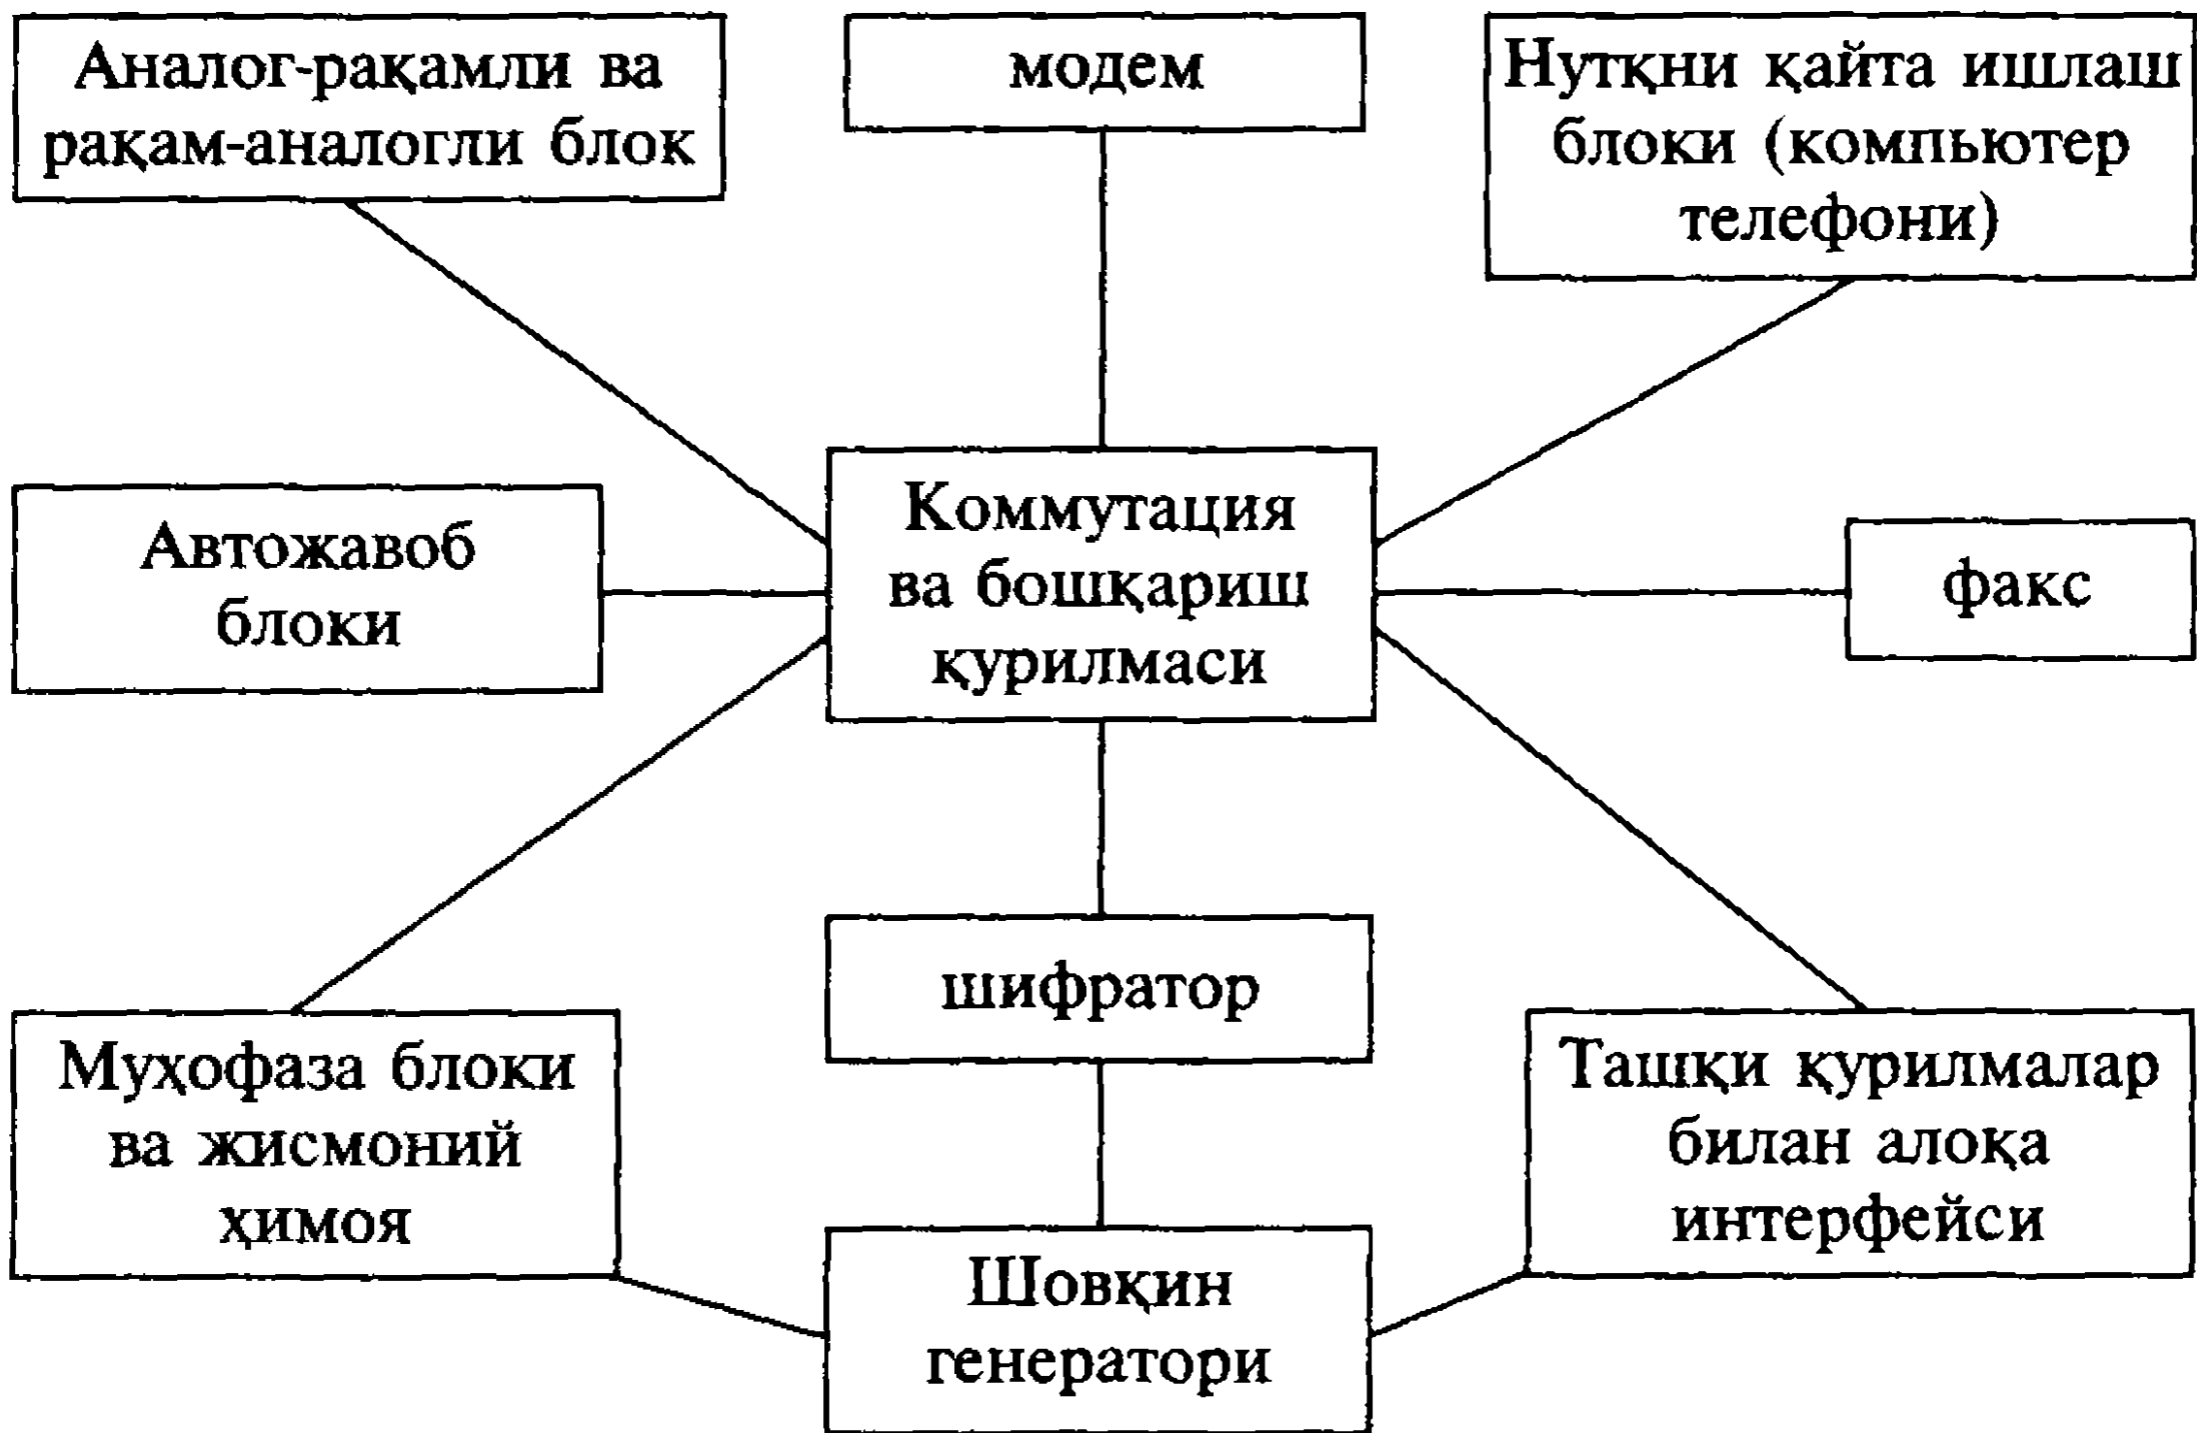 Аналог-рақамли ва
рақам-аналогли блок
модем
Нутқни қайта ишлаш
блоки (компьютер
телефони)
Автожавоб
блоки
Коммутация
ва бошқариш
қурилмаси
факс
шифратор
Муҳофаза блоки
ва жисмоний
ҳимоя
Ташқи қурилмалар
билан алоқа
интерфейси
Шовқин
генератори